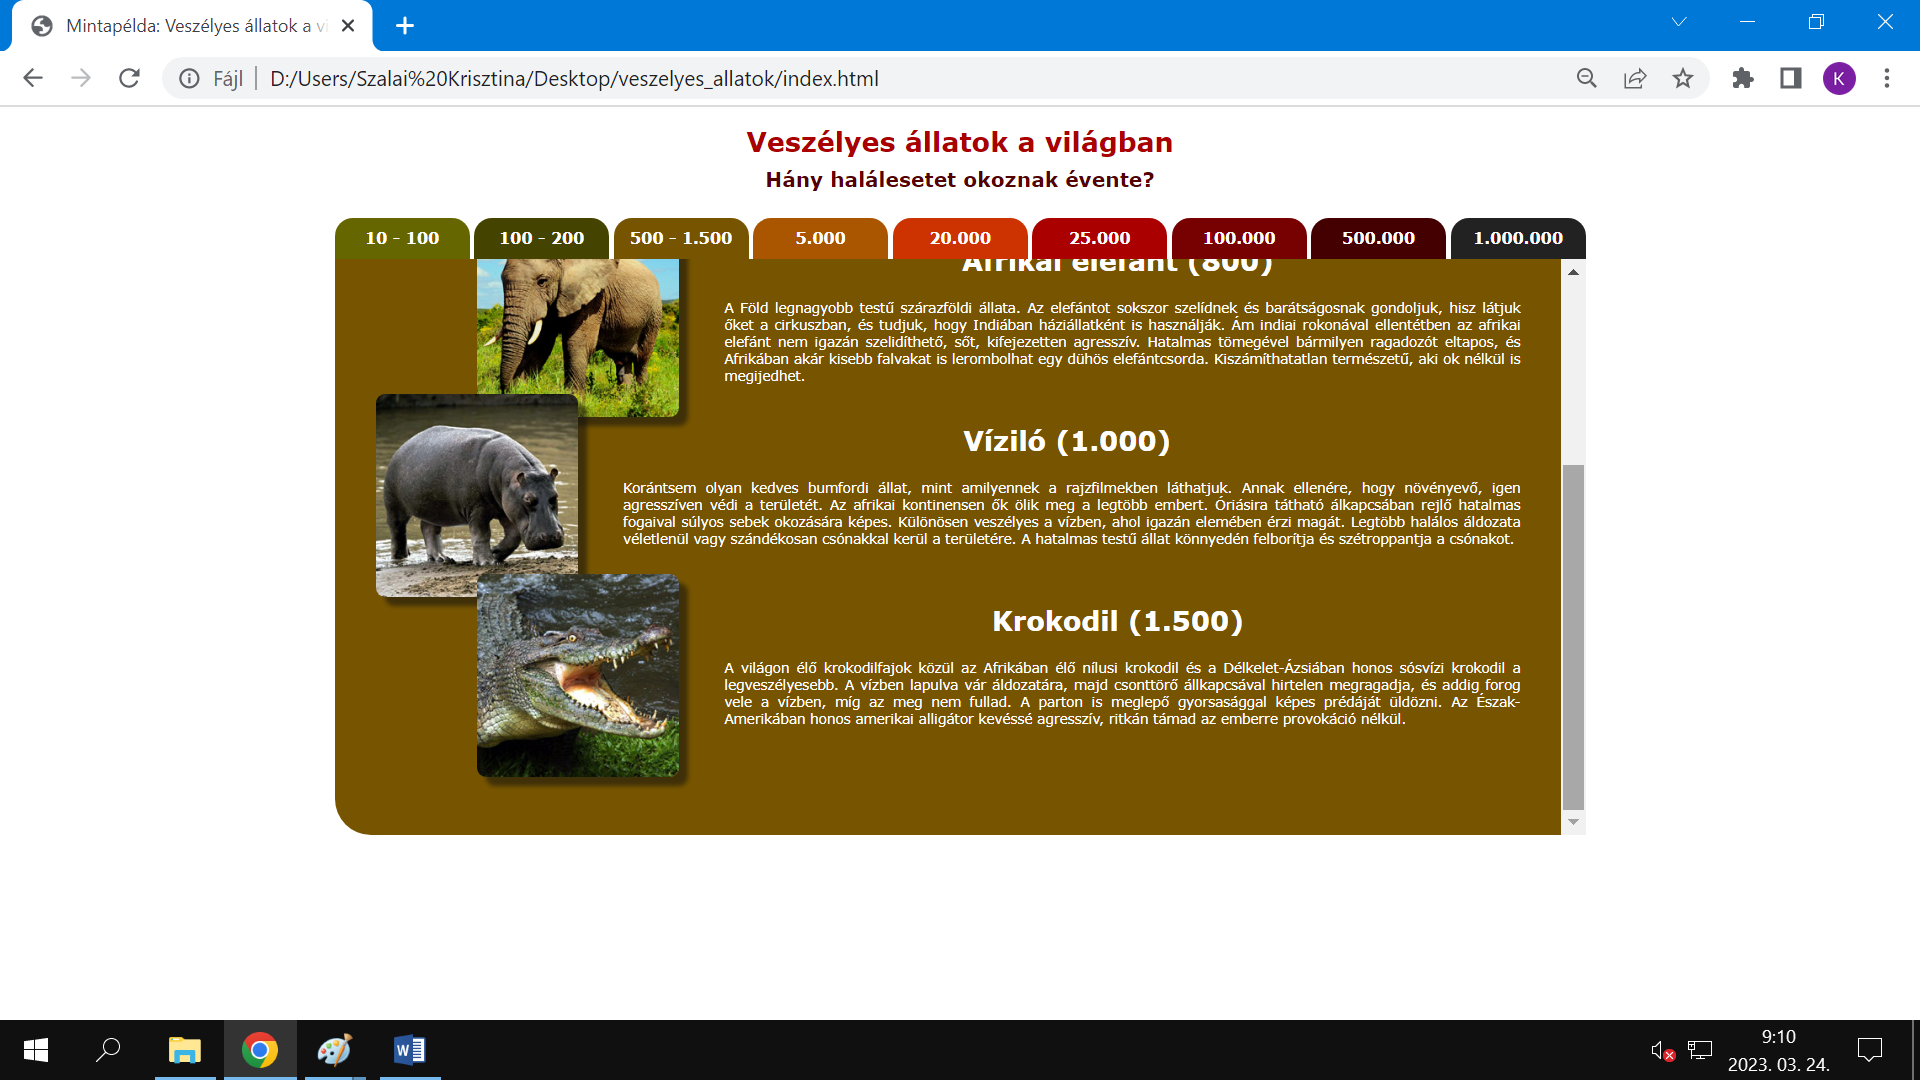 Mintapélda: Veszélyes állatok a vi
Fájl
D:/Users/Szalai%20Krisztina/Desktop/veszelyes_allatok/index.html
K
Veszélyes állatok a világban
Hány halálesetet okoznak évente?
10 - 100
100 - 200
500 - 1.500
5.000
20.000
25.000
100.000
500.000
1.000.000
Afrikai elefánt (800)
A Föld legnagyobb testű szárazföldi állata. Az elefántot sokszor szelídnek és barátságosnak gondoljuk, hisz látjuk
őket a cirkuszban, és tudjuk, hogy Indiában háziállatként is használják. Ám indiai rokonával ellentétben az afrikai
elefánt nem igazán szelidíthető, sőt, kifejezetten agresszív. Hatalmas tömegével bármilyen ragadozót eltapos, és
Afrikában akár kisebb falvakat is lerombolhat egy dühös elefántcsorda. Kiszámíthatatlan természetű, aki ok nélkül is
megijedhet.
Víziló (1.000)
Korántsem olyan kedves bumfordi állat, mint amilyennek a rajzfilmekben láthatjuk. Annak ellenére, hogy növényevő, igen
agresszíven védi a területét. Az afrikai kontinensen ők ölik meg a legtöbb embert. Óriásira tátható álkapcsában rejlő hatalmas
fogaival súlyos sebek okozására képes. Különösen veszélyes a vízben, ahol igazán elemében érzi magát. Legtöbb halálos áldozata
véletlenül vagy szándékosan csónakkal kerül a területére. A hatalmas testű állat könnyedén felborítja és szétroppantja a csónakot.
Krokodil (1.500)
A világon élő krokodilfajok közül az Afrikában élő nílusi krokodil és a Délkelet-Ázsiában honos sósvízi krokodil a
legveszélyesebb. A vízben lapulva vár áldozatára, majd csonttörő állkapcsával hirtelen megragadja, és addig forog
vele a vízben, míg az meg nem fullad. A parton is meglepő gyorsasággal képes prédáját üldözni. Az Észak-
Amerikában honos amerikai alligátor kevéssé agresszív, ritkán támad az emberre provokáció nélkül.
9:10
2023. 03. 24.